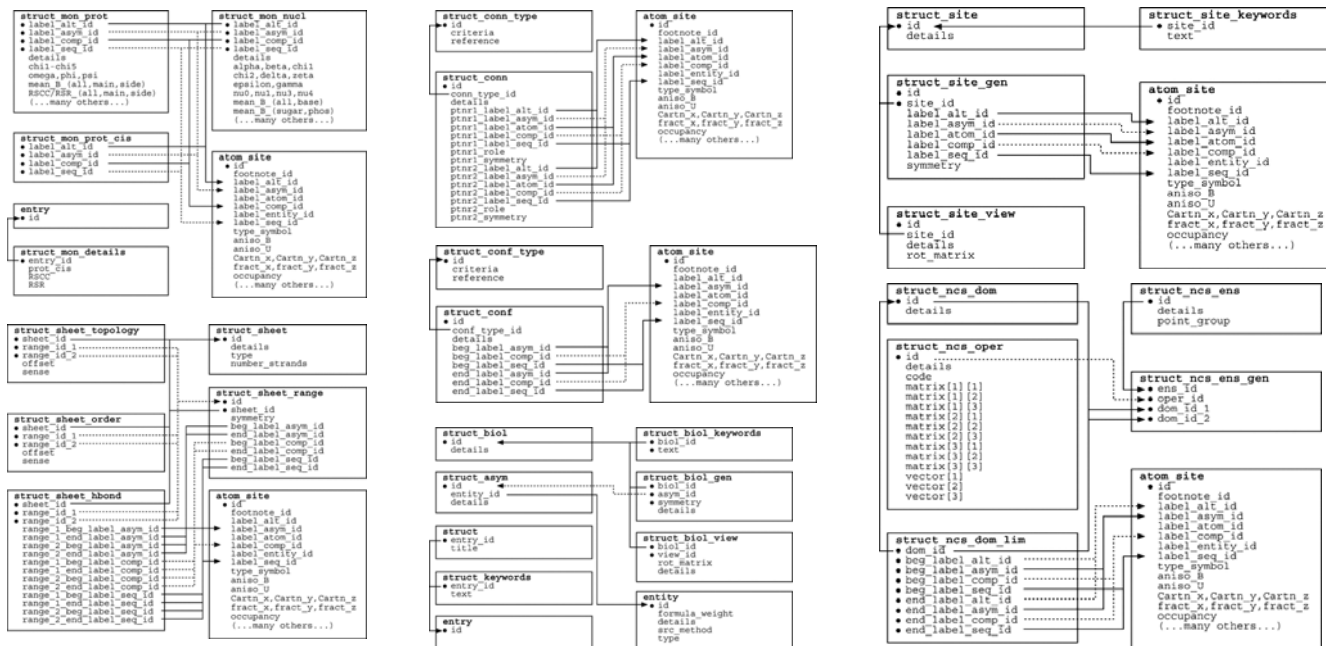 struct_mon_prot
label_alt_id
label_asym_id
label_comp_id
label_seq_id
details
chi1-chi5
omega,phi,psi
mean_B_(all,main,side)
RSCC/RSR_(all,main,side)
(...many others...)
struct_mon_nucl
label_alt_id
label_asym_id
label_comp_id
label_seq_id
details
alpha,beta,chi1
chi2,delta,zeta
epsilon,gamma
nu0,nu1,nu3,nu4
mean_B_(all,base)
mean_B_(sugar,phos)
(...many others...)
struct_mon_prot_cis
label_alt_id
label_asym_id
label_comp_id
label_seq_id
atom_site
id
footnote_id
label_alt_id
label_asym_id
label_atom_id
label_comp_id
label_entity_id
label_seq_id
type_symbol
aniso_B
aniso_U
Cartn_x,Cartn_y,Cartn_z
fract_x,fract_y,fract_z
occupancy
(...many others...)
entry
id
struct_mon_details
entry_id
prot_cis
RSCC
RSR
struct_sheet_topology
sheet_id
range_id_1
range_id_2
offset
sense
struct_sheet
id
details
type
number_strands
struct_sheet_order
sheet_id
range_id_1
range_id_2
offset
sense
struct_sheet_range
id
sheet_id
symmetry
beg_label_asym_id
end_label_asym_id
beg_label_comp_id
end_label_comp_id
beg_label_seq_id
end_label_seq_id
struct_sheet_hbond
sheet_id
range_id_1
range_id_2
range_1_beg_label_asym_id
range_1_end_label_asym_id
range_2_beg_label_asym_id
range_2_end_label_asym_id
range_1_beg_label_comp_id
range_1_end_label_comp_id
range_2_beg_label_comp_id
range_2_end_label_comp_id
range_1_beg_label_seq_id
range_1_end_label_seq_id
range_2_beg_label_seq_id
range_2_end_label_seq_id
atom_site
id
footnote_id
label_alt_id
label_asym_id
label_atom_id
label_comp_id
label_entity_id
label_seq_id
type_symbol
aniso_B
aniso_U
Cartn_x,Cartn_y,Cartn_z
fract_x,fract_y,fract_z
occupancy
(...many others...)
struct_conn_type
id
criteria
reference
struct_conn
id
conn_type_id
details
ptnr1_label_alt_id
ptnr1_label_asym_id
ptnr1_label_atom_id
ptnr1_label_comp_id
ptnr1_label_seq_id
ptnr1_role
ptnr1_symmetry
ptnr2_label_alt_id
ptnr2_label_asym_id
ptnr2_label_atom_id
ptnr2_label_comp_id
ptnr2_label_seq_id
ptnr2_role
ptnr2_symmetry
atom_site
id
footnote_id
label_alt_id
label_asym_id
label_atom_id
label_comp_id
label_entity_id
label_seq_id
type_symbol
aniso_B
aniso_U
Cartn_x,Cartn_y,Cartn_z
fract_x,fract_y,fract_z
occupancy
(...many others...)
struct_conf_type
id
criteria
reference
struct_conf
id
conf_type_id
details
beg_label_asym_id
beg_label_comp_id
beg_label_seq_id
end_label_asym_id
end_label_comp_id
end_label_seq_id
atom_site
id
footnote_id
label_alt_id
label_asym_id
label_atom_id
label_comp_id
label_entity_id
label_seq_id
type_symbol
aniso_B
aniso_U
Cartn_x,Cartn_y,Cartn_z
fract_x,fract_y,fract_z
occupancy
(...many others...)
struct_biol
id
details
struct_biol_keywords
biol_id
text
struct_asym
id
entity_id
details
struct_biol_gen
biol_id
asym_id
symmetry
details
struct
entry_id
title
struct_biol_view
biol_id
view_id
rot_matrix
details
struct_keywords
entry_id
text
entity
id
formula_weight
details
src_method
type
entry
id
struct_site
id
details
struct_site_keywords
site_id
text
struct_site_gen
id
site_id
label_alt_id
label_asym_id
label_atom_id
label_comp_id
label_seq_id
symmetry
atom_site
id
footnote_id
label_alt_id
label_asym_id
label_atom_id
label_comp_id
label_entity_id
label_seq_id
type_symbol
aniso_B
aniso_U
Cartn_x,Cartn_y,Cartn_z
fract_x,fract_y,fract_z
occupancy
(...many others...)
struct_site_view
id
site_id
details
rot_matrix
struct_ncs_dom
id
details
struct_ncs_ens
id
details
point_group
struct_ncs_oper
id
details
code
matrix[1][1]
matrix[1][2]
matrix[1][3]
matrix[2][1]
matrix[2][2]
matrix[2][3]
matrix[3][1]
matrix[3][2]
matrix[3][3]
vector[1]
vector[2]
vector[3]
struct_ncs_ens_gen
ens_id
oper_id
dom_id_1
dom_id_2
struct_ncs_dom_lim
dom_id
beg_label_alt_id
beg_label_asym_id
beg_label_comp_id
beg_label_seq_id
end_label_alt_id
end_label_asym_id
end_label_comp_id
end_label_seq_id
atom_site
id
footnote_id
label_alt_id
label_asym_id
label_atom_id
label_comp_id
label_entity_id
label_seq_id
type_symbol
aniso_B
aniso_U
Cartn_x,Cartn_y,Cartn_z
fract_x,fract_y,fract_z
occupancy
(...many others...)